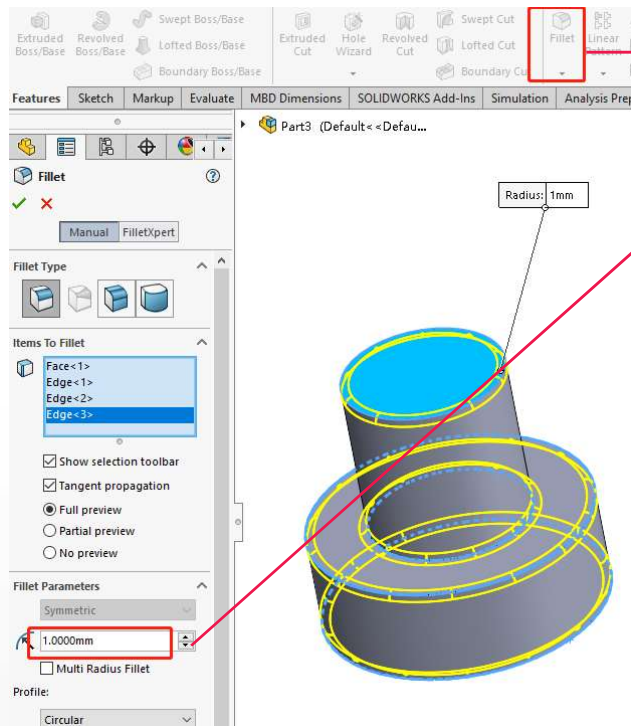 Extruded Boss/Base
Revolved Boss/Base
Swept Boss/Base
Lofted Boss/Base
Boundary Boss/Base
Extruded Cut
Hole Wizard
Revolved Cut
Swept Cut
Lofted Cut
Boundary Cu
Fillet
Linear Pattern
Features
Sketch
Markup
Evaluate
MBD Dimensions
SOLIDWORKS Add-Ins
Simulation
Analysis Prep
Part3 (Default<<Defau...
Fillet
Manual
FilletXpert
Fillet Type
Items To Fillet
Face<1>
Edge<1>
Edge<2>
Edge<3>
Show selection toolbar
Tangent propagation
Full preview
Partial preview
No preview
Fillet Parameters
Symmetric
1.0000mm
Multi Radius Fillet
Profile:
Circular
Radius: 1mm